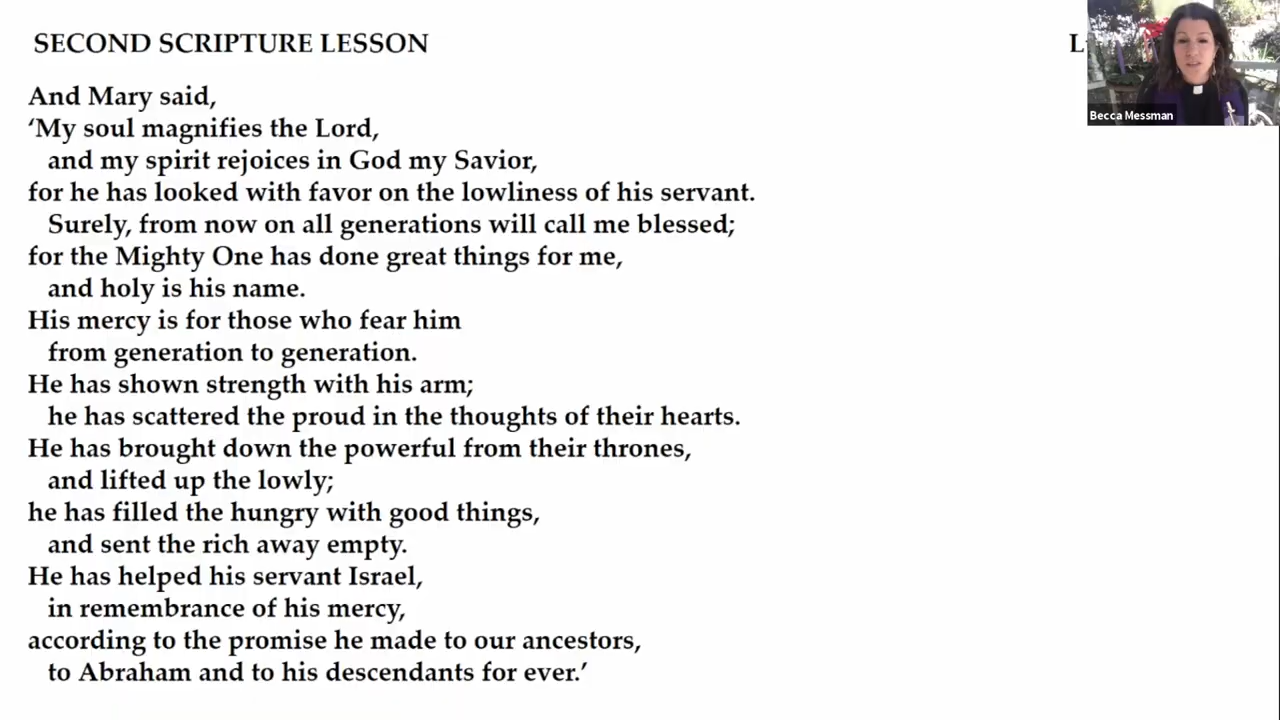 SECOND SCRIPTURE LESSON
And Mary said,
‘My soul magnifies the Lord,
and my spirit rejoices in God my Savior,
for he has looked with favor on the lowliness of his servant.
Surely, from now on all generations will call me blessed;
for the Mighty One has done great things for me,
and holy is his name.
His mercy is for those who fear him
from generation to generation.
He has shown strength with his arm;
he has scattered the proud in the thoughts of their hearts.
He has brought down the powerful from their thrones,
and lifted up the lowly;
he has filled the hungry with good things,
and sent the rich away empty.
He has helped his servant Israel,
in remembrance of his mercy,
according to the promise he made to our ancestors,
to Abraham and to his descendants for ever.’
Becca Messman